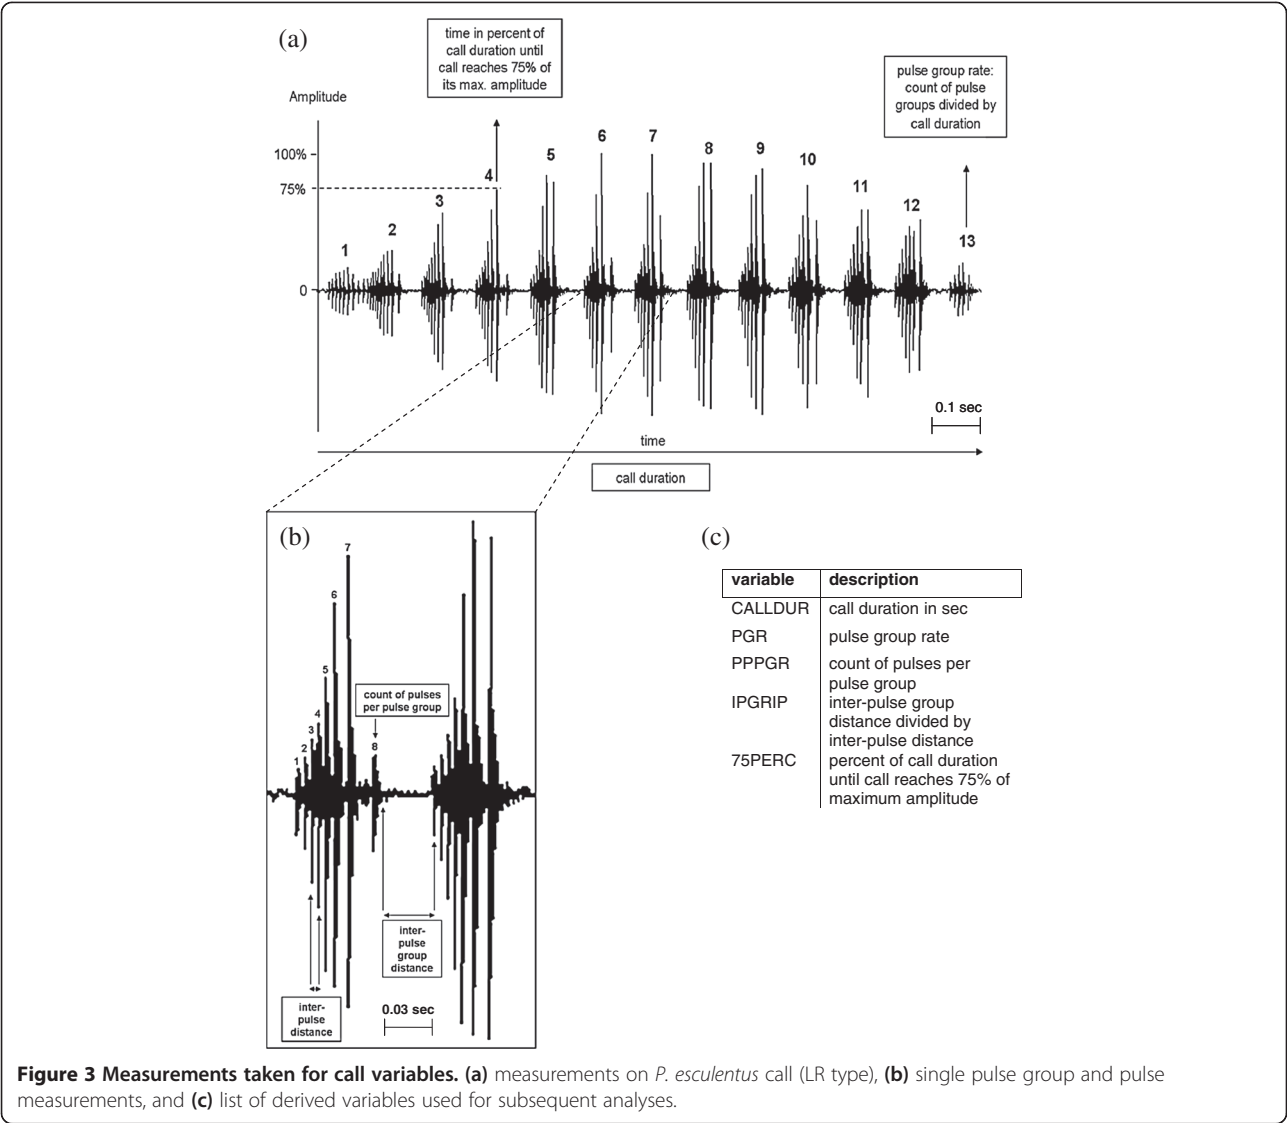 (a)
time in percent of
call duration until
call reaches 75% of
its max. amplitude
pulse group rate:
count of pulse
groups divided by
call duration
Amplitude
100%
75%
0
1
2
3
4
5
6
7
8
9
10
11
12
13
0.1 sec
time
call duration
(b)
1
2
3
4
5
6
7
count of pulses
per pulse group
8
inter-
pulse
group
distance
inter-
pulse
distance
0.03 sec
(c)
variable description
CALLDUR call duration in sec
PGR pulse group rate
PPPGR count of pulses per
pulse group
IPGRIP inter-pulse group
distance divided by
inter-pulse distance
75PERC percent of call duration
until call reaches 75% of
maximum amplitude
Figure 3 Measurements taken for call variables. (a) measurements on P. esculentus call (LR type), (b) single pulse group and pulse
measurements, and (c) list of derived variables used for subsequent analyses.